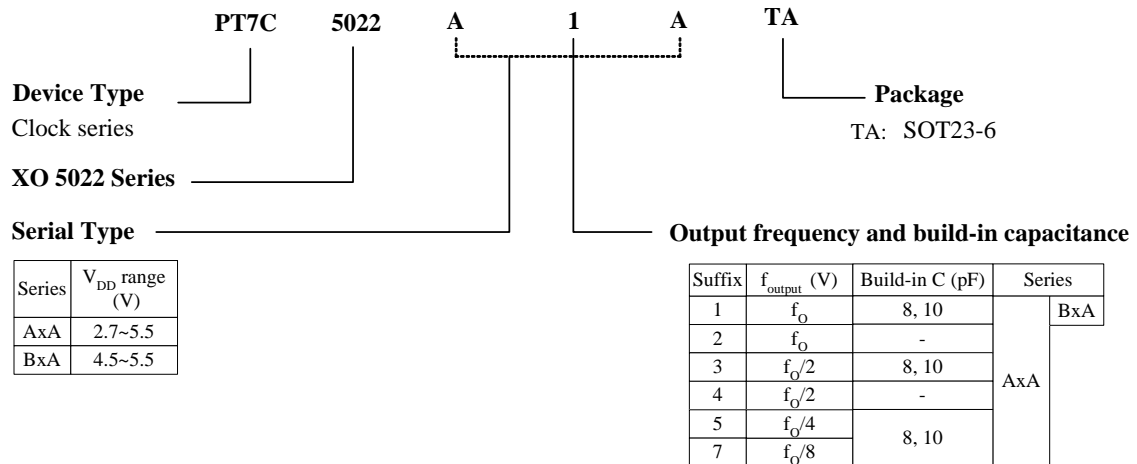 PT7C 5022 A 1 A TA
Device Type
Clock series
Package
TA: SOT23-6
XO 5022 Series
Serial Type
Output frequency and build-in capacitance
Series V_DD range (V)
AxA 2.7~5.5
BxA 4.5~5.5
Suffix f_output (V) Build-in C (pF) Series
1 f_O 8, 10 BxA
2 f_O -
3 f_O/2 8, 10
AxA
4 f_O/2 -
5 f_O/4
8, 10
7 f_O/8